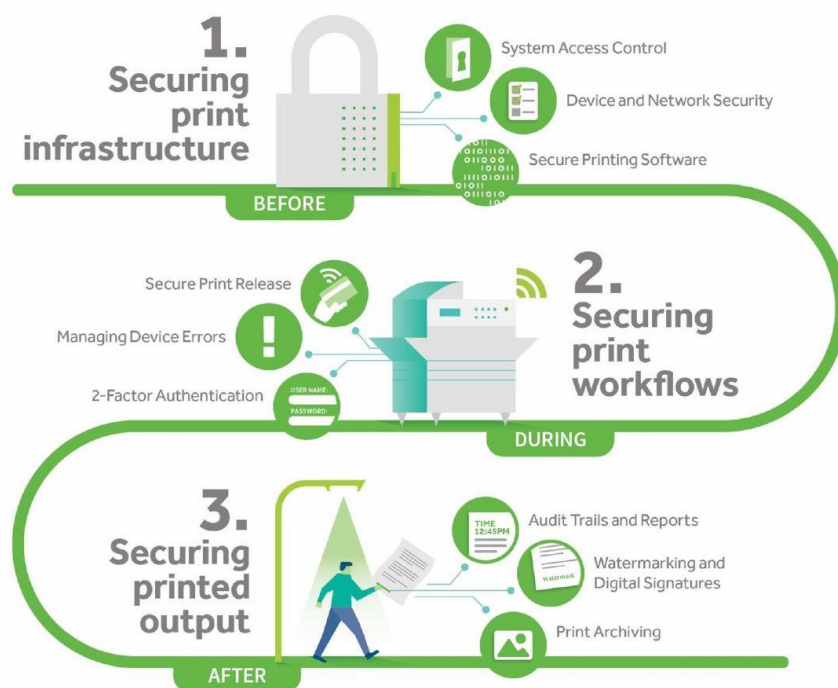 1.
Securing
print
infrastructure
System Access Control
Device and Network Security
Secure Printing Software
BEFORE
Secure Print Release
Managing Device Errors
2-Factor Authentication
USER NAME:
PASSWORD:
2.
Securing
print
workflows
DURING
3.
Securing
printed
output
TIME
12:45PM
Audit Trails and Reports
Watermark
Watermarking and
Digital Signatures
Print Archiving
AFTER